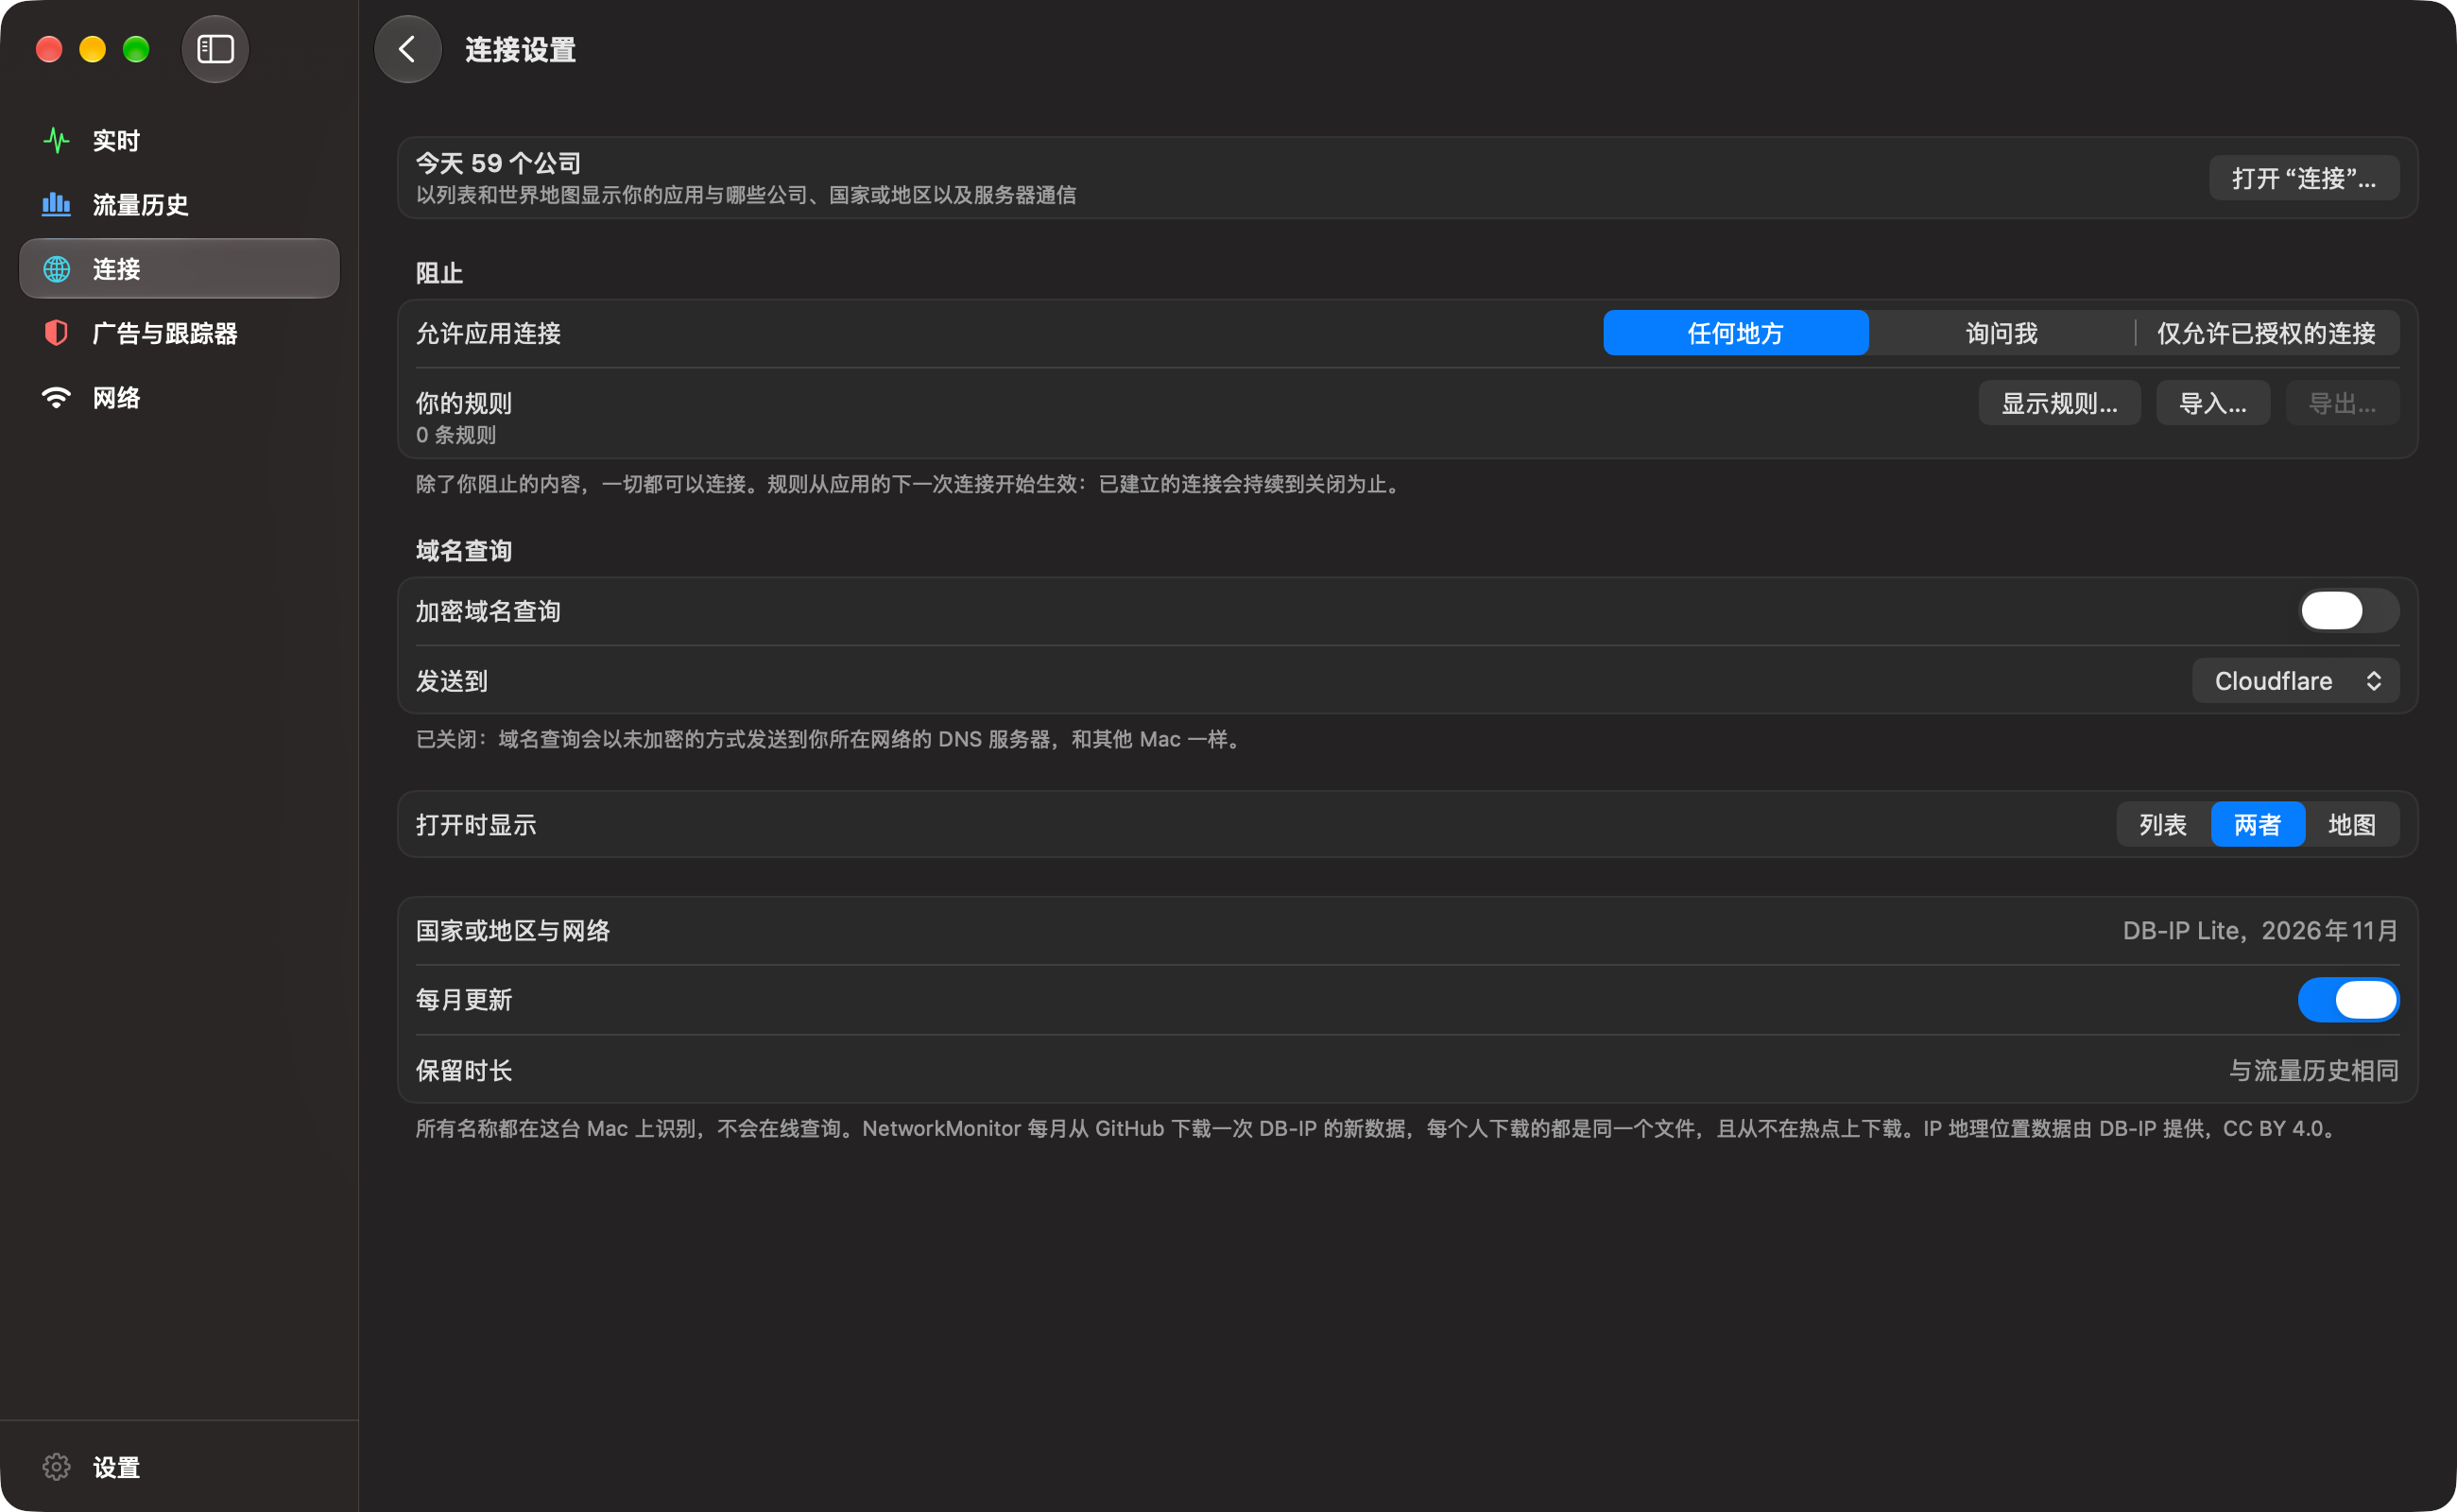 连接设置
实时
流量历史
连接
广告与跟踪器
网络
设置
今天 59 个公司
以列表和世界地图显示你的应用与哪些公司、国家或地区以及服务器通信
打开“连接”...
阻止
允许应用连接
任何地方
询问我
仅允许已授权的连接
你的规则
0 条规则
显示规则...
导入...
导出...
除了你阻止的内容，一切都可以连接。规则从应用的下一次连接开始生效：已建立的连接会持续到关闭为止。
域名查询
加密域名查询
发送到
Cloudflare
已关闭：域名查询会以未加密的方式发送到你所在网络的 DNS 服务器，和其他 Mac 一样。
打开时显示
列表
两者
地图
国家或地区与网络
DB-IP Lite，2026年11月
每月更新
保留时长
与流量历史相同
所有名称都在这台 Mac 上识别，不会在线查询。NetworkMonitor 每月从 GitHub 下载一次 DB-IP 的新数据，每个人下载的都是同一个文件，且从不在热点上下载。IP 地理位置数据由 DB-IP 提供，CC BY 4.0。